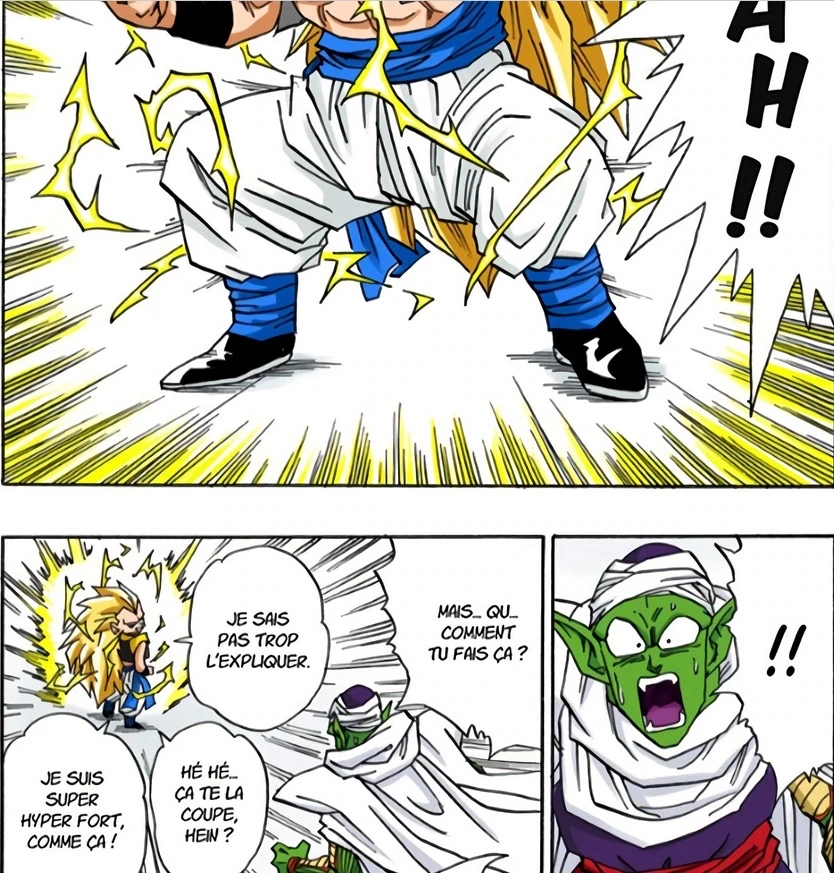 AH!!
!!
MAIS... QU...
COMMENT
TU FAIS ÇA ?
JE SAIS
PAS TROP
L'EXPLIQUER.
HÉ HÉ...
ÇA TE LA
COUPE,
HEIN ?
JE SUIS
SUPER
HYPER FORT,
COMME ÇA !